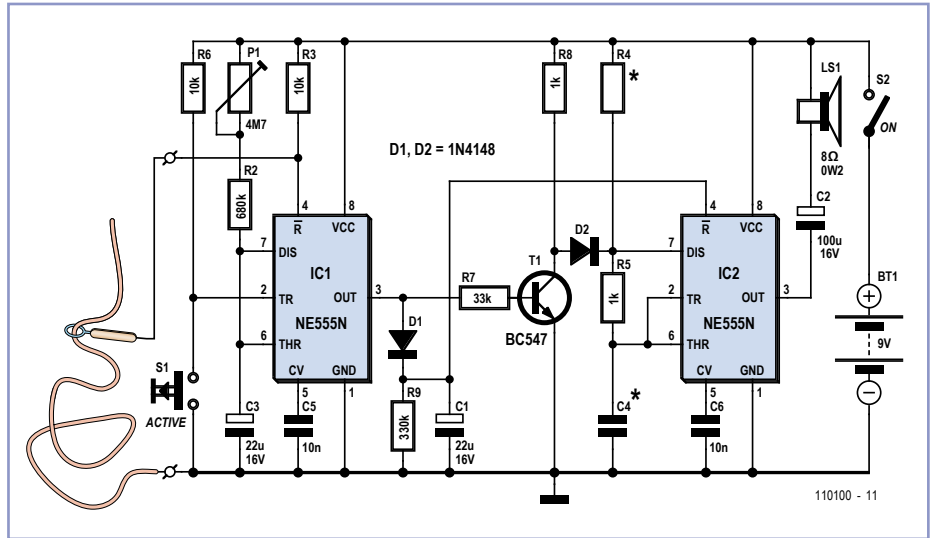 R6
10k
P1
4M7
R3
10k
R8
1k
R4
*
LS1
8Ω
0W2
S2
ON
D1, D2 = 1N4148
R2
680k
4
R
8
VCC
7
DIS
IC1
2
TR
OUT
3
NE555N
6
THR
CV
GND
5
1
R7
33k
T1
BC547
D2
R5
1k
D1
4
R
8
VCC
7
DIS
IC2
2
TR
OUT
3
NE555N
6
THR
CV
GND
5
1
C2
100u
16V
BT1
9V
S1
ACTIVE
C3
22u
16V
C5
10n
R9
330k
C1
22u
16V
C4
*
C6
10n
110100 - 11